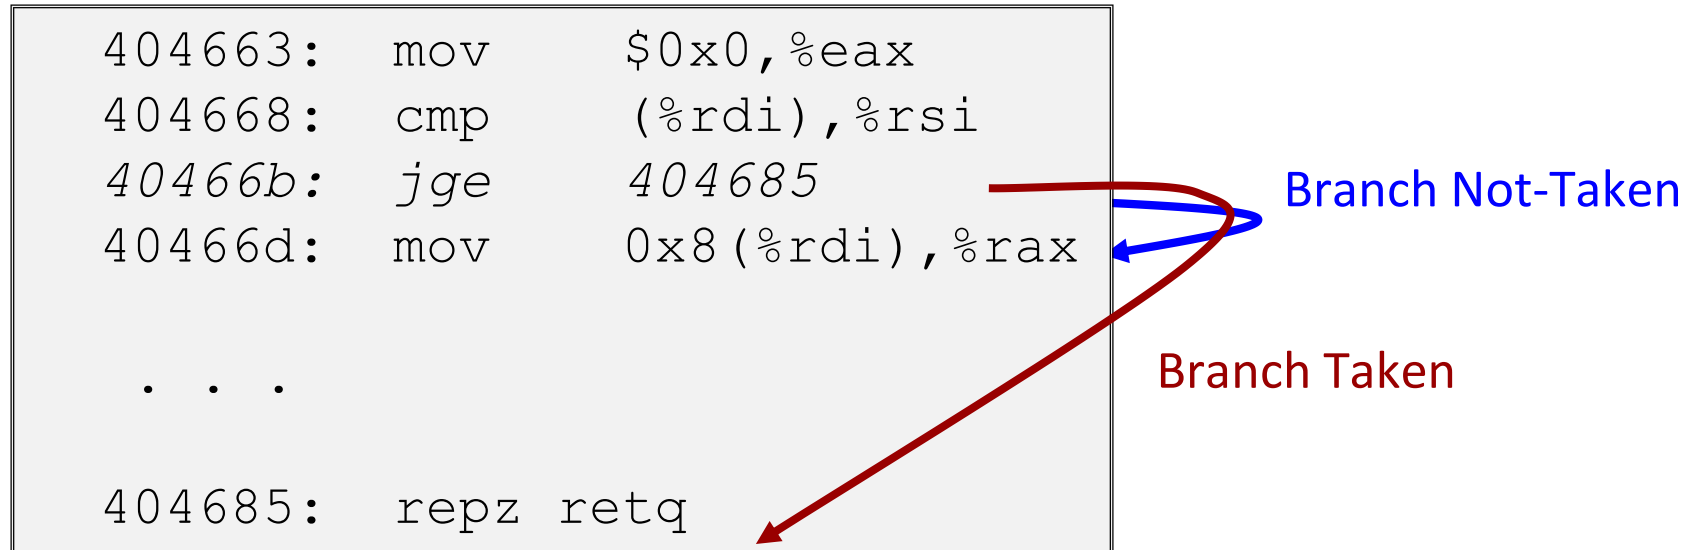 404663: mov $0x0,%eax
404668: cmp (%rdi),%rsi
40466b: jge 404685
40466d: mov 0x8(%rdi),%rax
. . .
404685: repz retq
Branch Not-Taken
Branch Taken